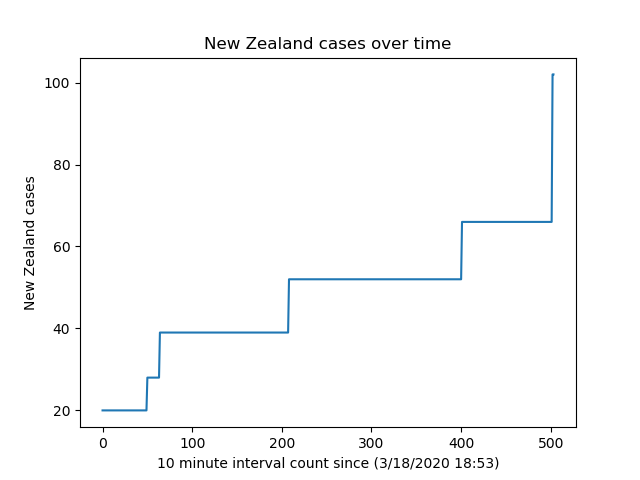 New Zealand cases over time
100
80
60
40
20
New Zealand cases
0 100 200 300 400 500
10 minute interval count since (3/18/2020 18:53)